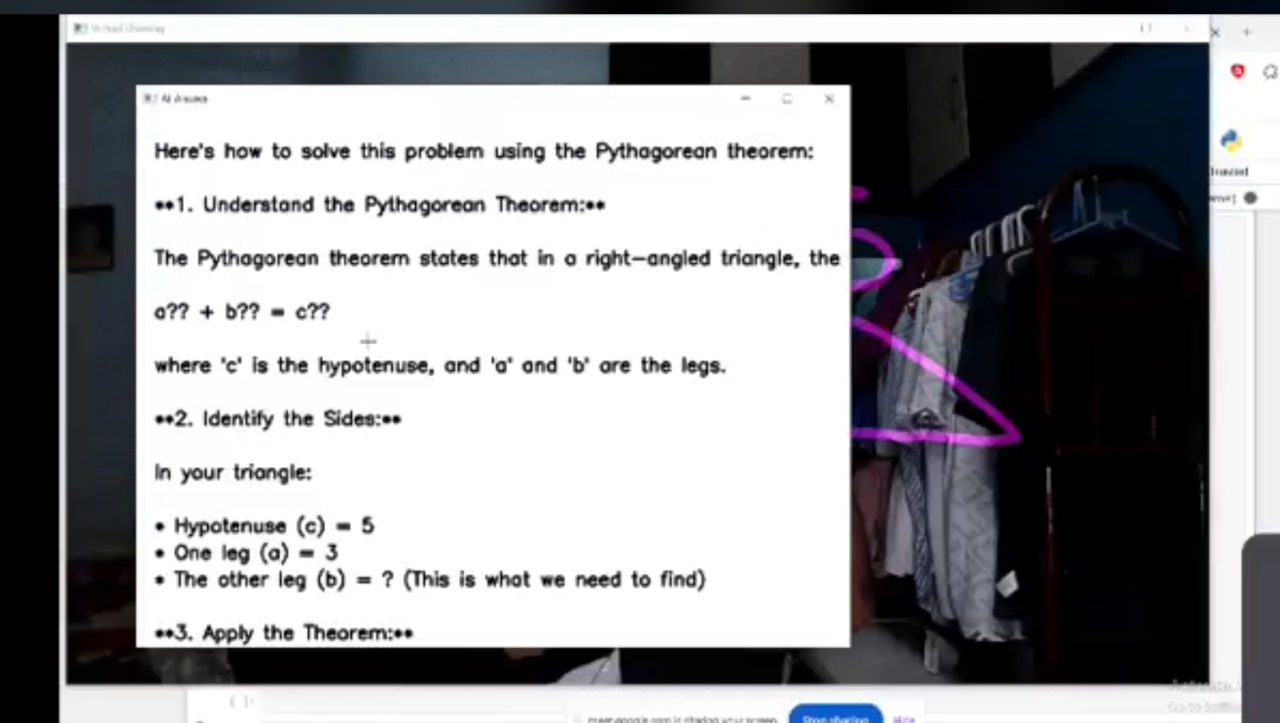 AI Answer
Here's how to solve this problem using the Pythagorean theorem:
**1. Understand the Pythagorean Theorem:**
The Pythagorean theorem states that in a right-angled triangle, the
a?? + b?? = c??
where 'c' is the hypotenuse, and 'a' and 'b' are the legs.
**2. Identify the Sides:**
In your triangle:
• Hypotenuse (c) = 5
• One leg (a) = 3
• The other leg (b) = ? (This is what we need to find)
**3. Apply the Theorem:**
meet.google.com is sharing your screen. Stop sharing Hide